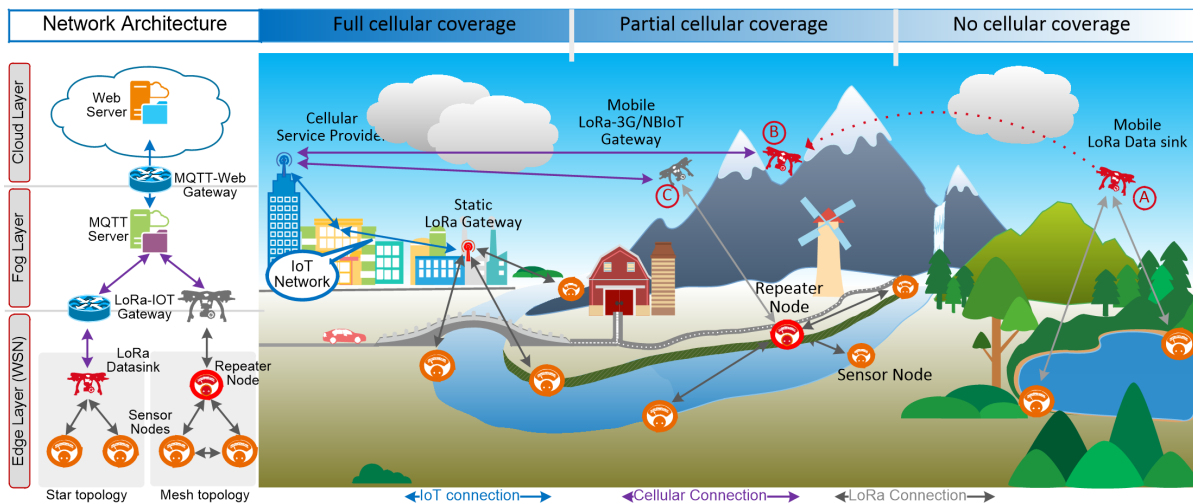 Network Architecture
Full cellular coverage
Partial cellular coverage
No cellular coverage
Cloud Layer
Fog Layer
Edge Layer (WSN)
Web
Server
MQTT-Web
Gateway
MQTT
Server
LoRa-IOT
Gateway
LoRa
Datasink
Repeater
Node
Sensor
Nodes
Star topology
Mesh topology
Cellular
Service Provider
IoT
Network
Static
LoRa Gateway
Mobile
LoRa-3G/NBIoT
Gateway
B
C
Mobile
LoRa Data sink
A
Repeater
Node
Sensor Node
IoT connection
Cellular Connection
LoRa Connection